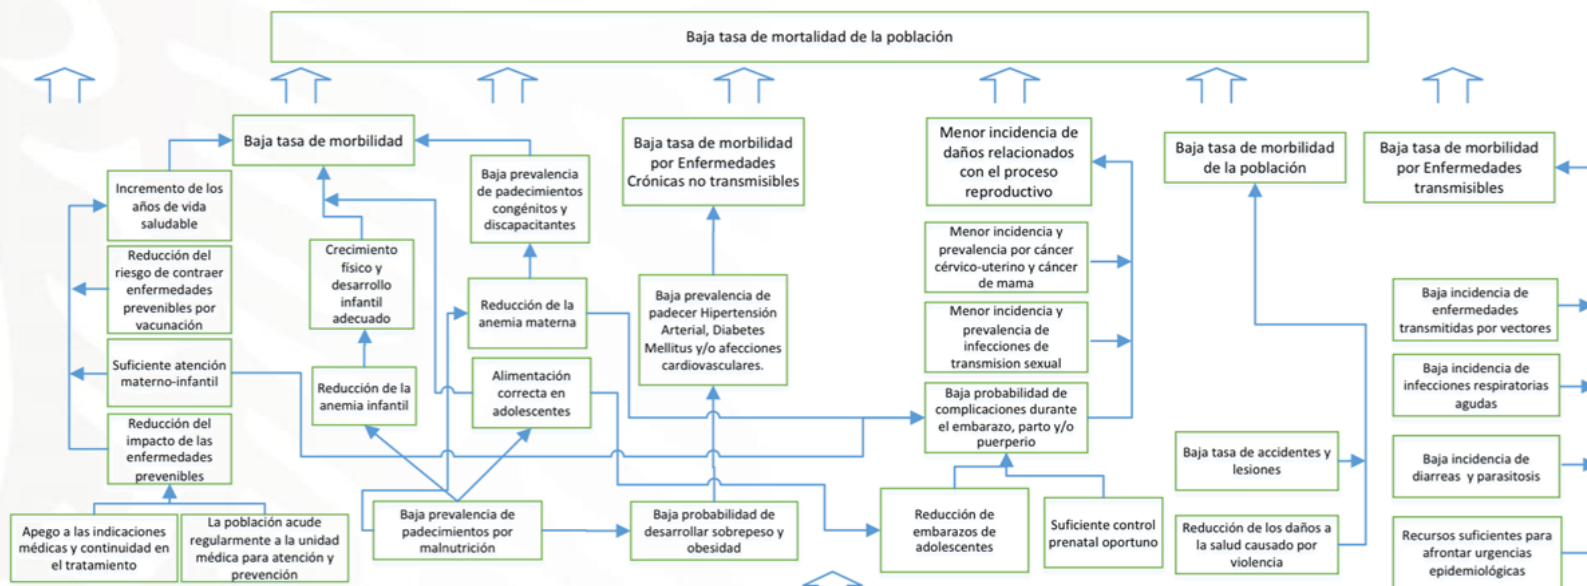 Baja tasa de mortalidad de la población
Baja tasa de morbilidad
Incremento de los
años de vida
saludable
Reducción del
riesgo de contraer
enfermedades
prevenibles por
vacunación
Suficiente atención
materno-infantil
Reducción del
impacto de las
enfermedades
prevenibles
Apego a las indicaciones
médicas y continuidad en
el tratamiento
La población acude
regularmente a la unidad
médica para atención y
prevención
Crecimiento
físico y
desarrollo
infantil
adecuado
Reducción de la
anemia infantil
Baja prevalencia
de padecimientos
congénitos y
discapacitantes
Reducción de la
anemia materna
Alimentación
correcta en
adolescentes
Baja prevalencia de
padecimientos por
malnutrición
Baja tasa de morbilidad
por Enfermedades
Crónicas no transmisibles
Baja prevalencia de
padecer Hipertensión
Arterial, Diabetes
Mellitus y/o afecciones
cardiovasculares.
Baja probabilidad de
desarrollar sobrepeso y
obesidad
Menor incidencia de
daños relacionados
con el proceso
reproductivo
Menor incidencia y
prevalencia por cáncer
cérvico-uterino y cáncer
de mama
Menor incidencia y
prevalencia de
infecciones de
transmision sexual
Baja probabilidad de
complicaciones durante
el embarazo, parto y/o
puerperio
Reducción de
embarazos de
adolescentes
Suficiente control
prenatal oportuno
Baja tasa de morbilidad
de la población
Baja tasa de accidentes y
lesiones
Reducción de los daños a
la salud causado por
violencia
Baja tasa de morbilidad
por Enfermedades
transmisibles
Baja incidencia de
enfermedades
transmitidas por vectores
Baja incidencia de
infecciones respiratorias
agudas
Baja incidencia de
diarreas y parasitosis
Recursos suficientes para
afrontar urgencias
epidemiológicas